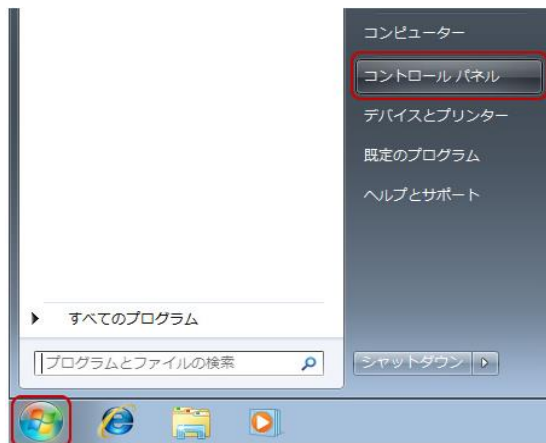 コンピューター
コントロール パネル
デバイスとプリンター
既定のプログラム
ヘルプとサポート
すべてのプログラム
プログラムとファイルの検索
シャットダウン